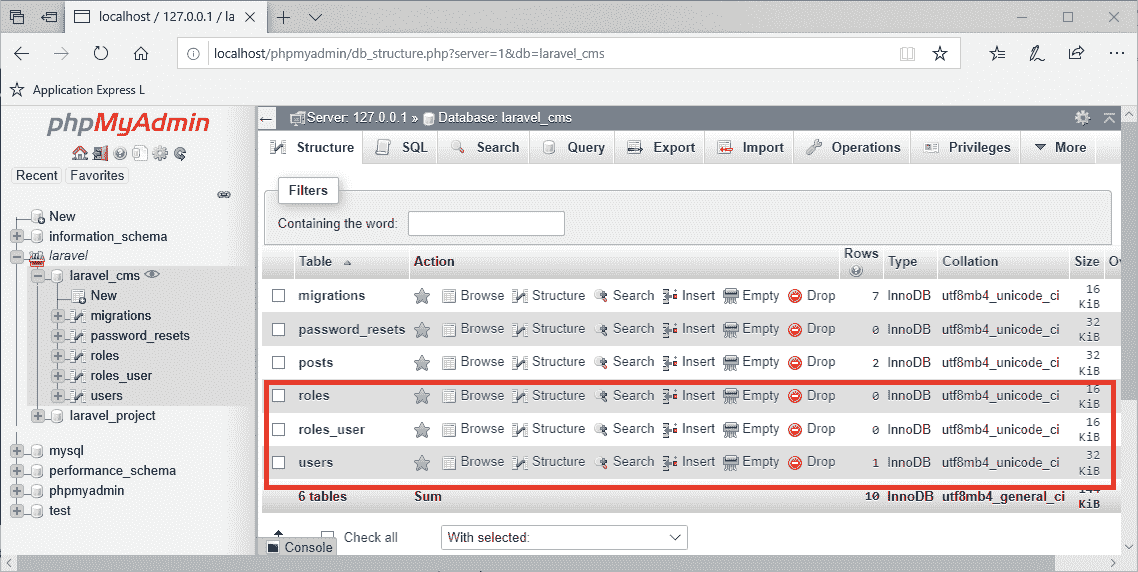 localhost / 127.0.0.1 / la
localhost/phpmyadmin/db_structure.php?server=1&db=laravel_cms
Application Express L
phpMyAdmin
Recent Favorites
New
information_schema
laravel
laravel_cms
New
migrations
password_resets
roles
roles_user
users
laravel_project
mysql
performance_schema
phpmyadmin
test
Server: 127.0.0.1 » Database: laravel_cms
Structure SQL Search Query Export Import Operations Privileges More
Filters
Containing the word:
Table Action Rows Type Collation Size Ov
migrations Browse Structure Search Insert Empty Drop 7 InnoDB utf8mb4_unicode_ci 16 KiB
password_resets Browse Structure Search Insert Empty Drop 0 InnoDB utf8mb4_unicode_ci 32 KiB
posts Browse Structure Search Insert Empty Drop 2 InnoDB utf8mb4_unicode_ci 32 KiB
roles Browse Structure Search Insert Empty Drop 0 InnoDB utf8mb4_unicode_ci 16 KiB
roles_user Browse Structure Search Insert Empty Drop 0 InnoDB utf8mb4_unicode_ci 16 KiB
users Browse Structure Search Insert Empty Drop 1 InnoDB utf8mb4_unicode_ci 32 KiB
6 tables Sum 10 InnoDB utf8mb4_general_ci 144 KiB
Check all With selected:
Console